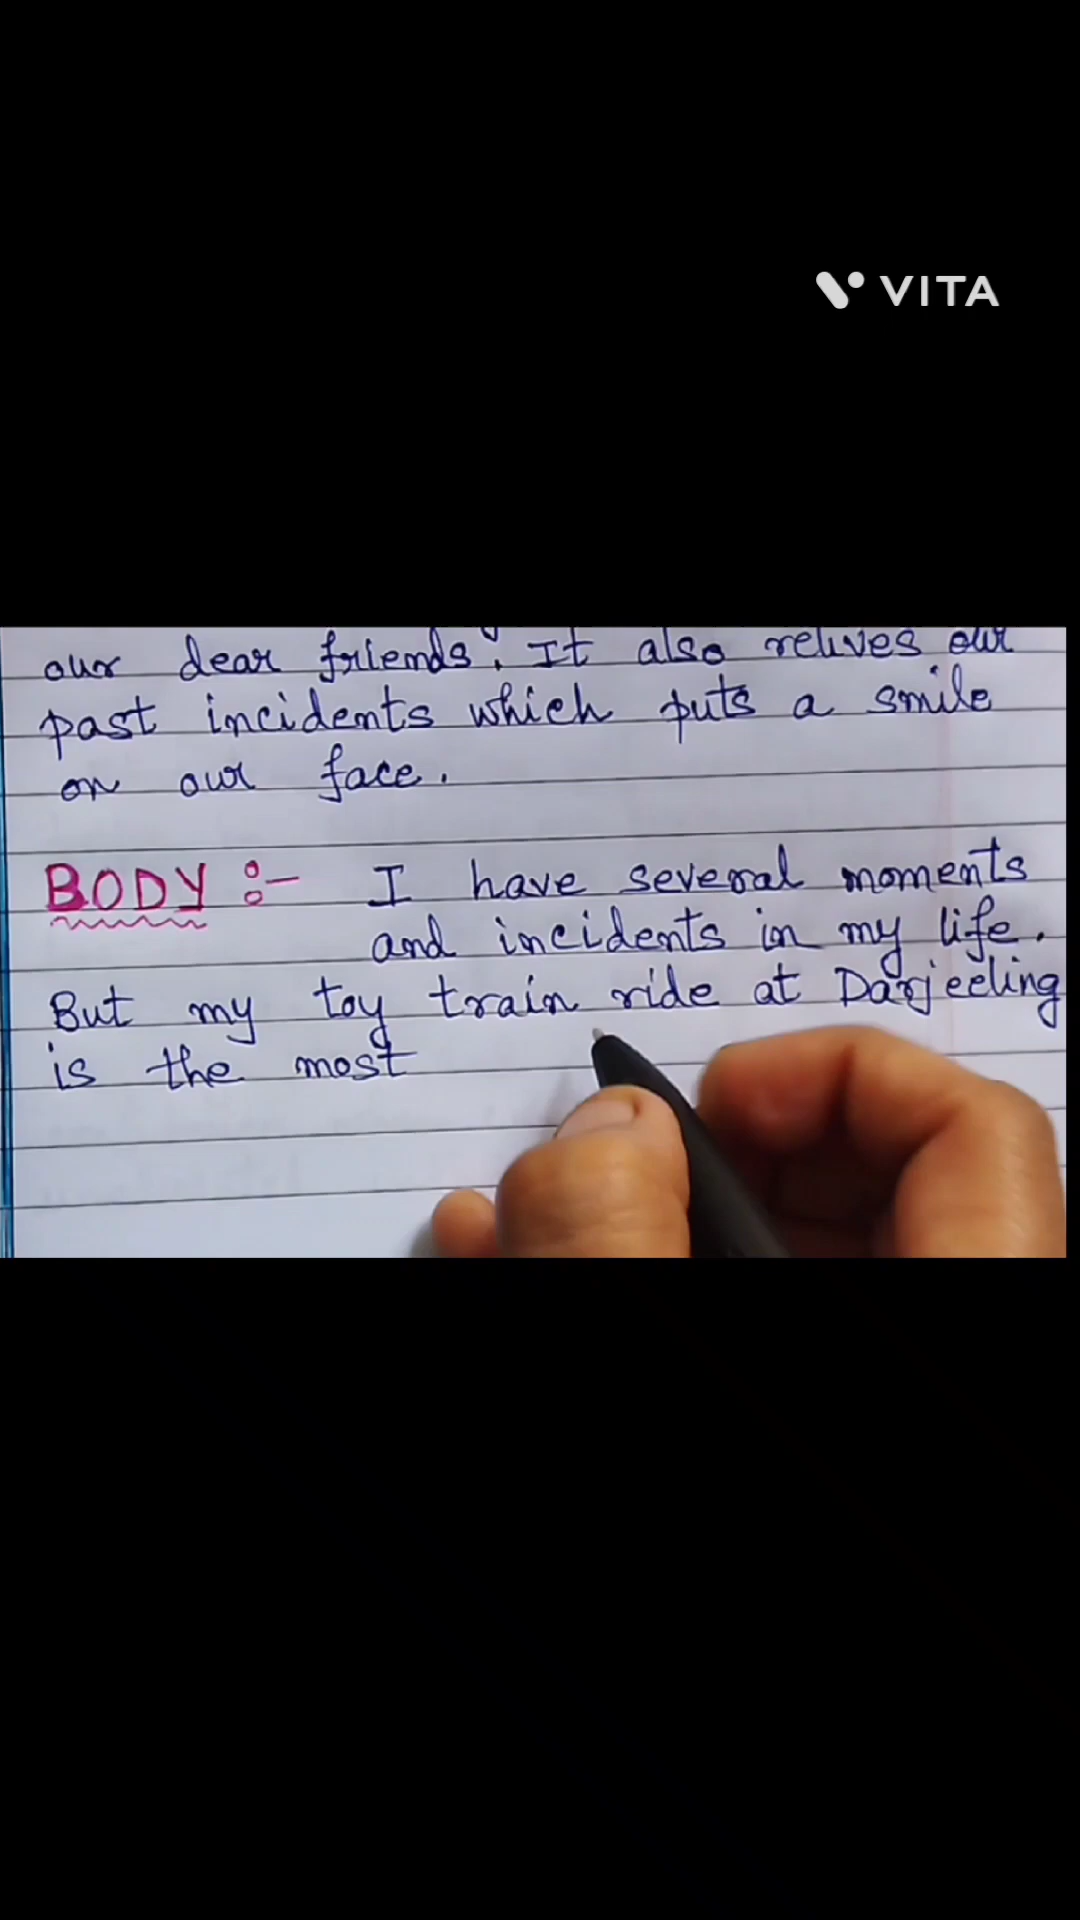 VITA
our dear friends. It also relives our
past incidents which puts a smile
on our face.
BODY :- I have several moments
and incidents in my life.
But my toy train ride at Darjeeling
is the most